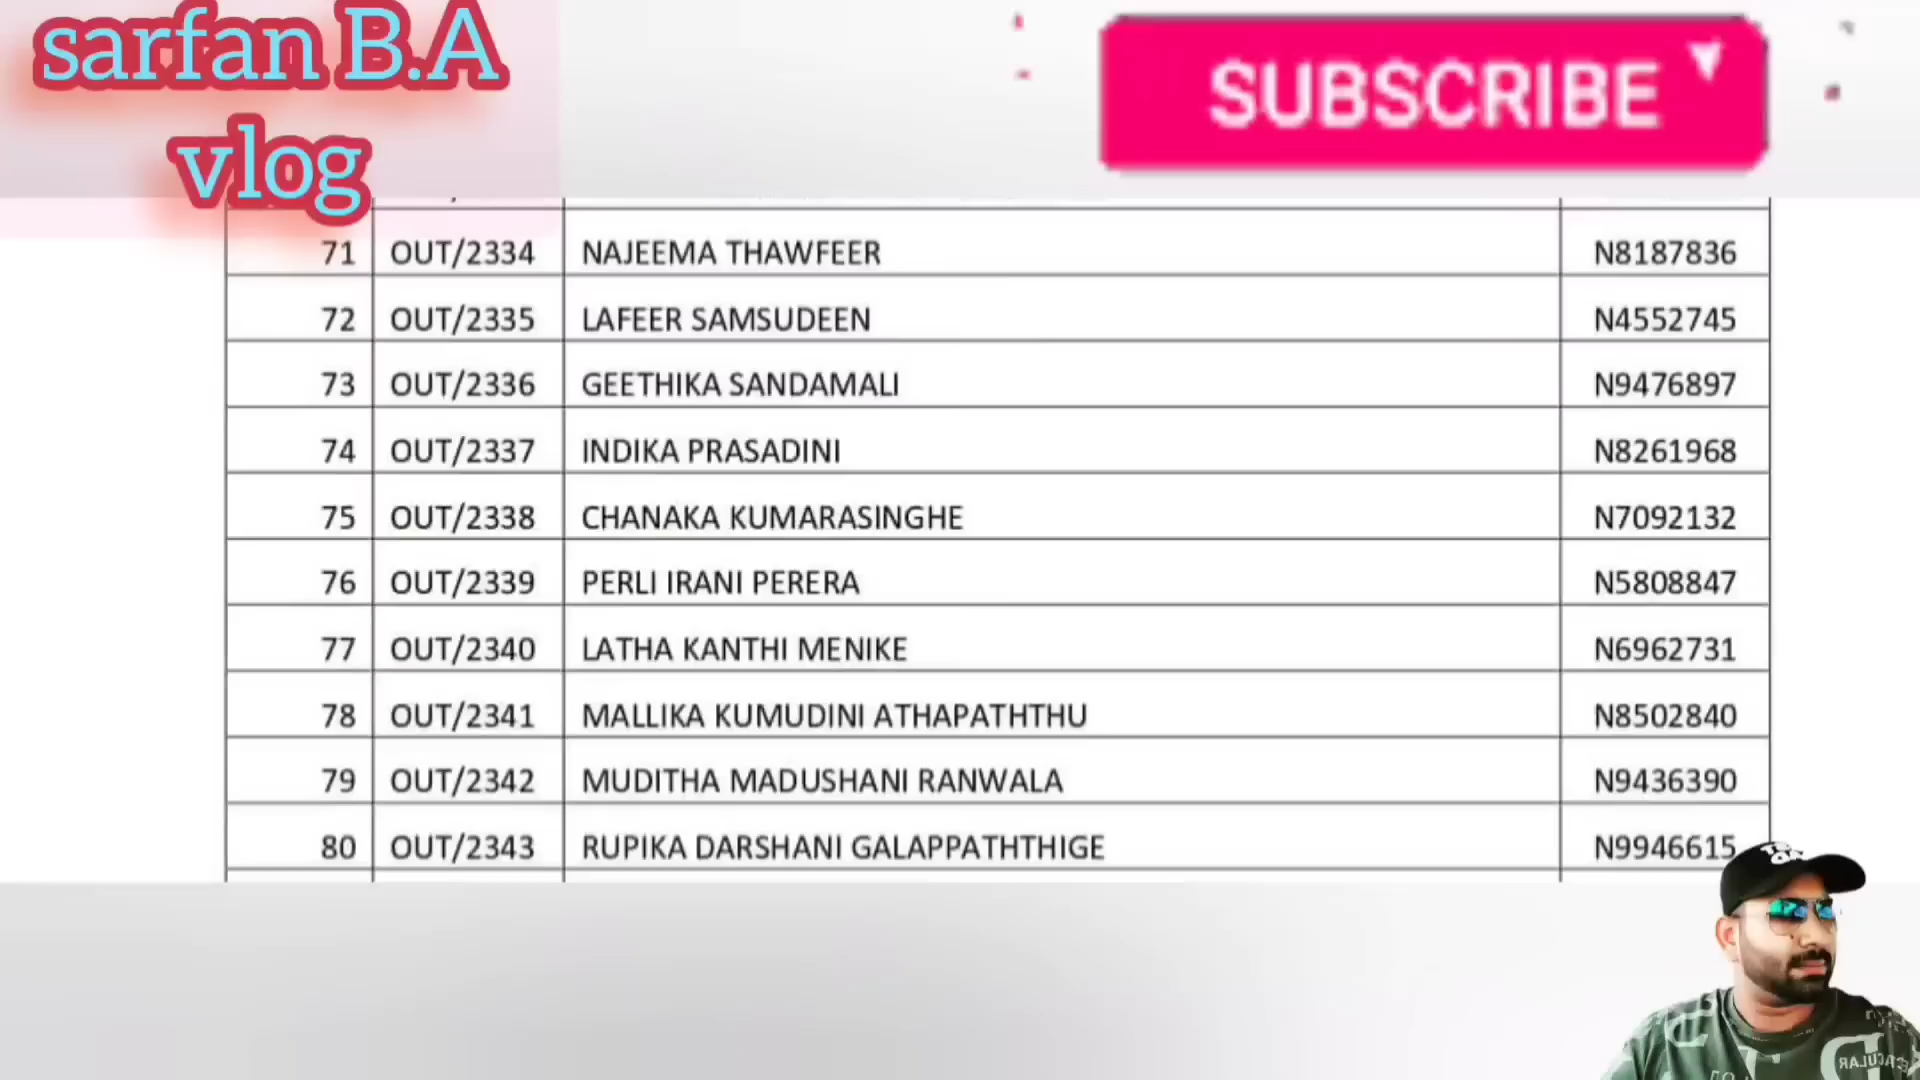 sarfan B.A
vlog
SUBSCRIBE
71 OUT/2334 NAJEEMA THAWFEER N8187836
72 OUT/2335 LAFEER SAMSUDEEN N4552745
73 OUT/2336 GEETHIKA SANDAMALI N9476897
74 OUT/2337 INDIKA PRASADINI N8261968
75 OUT/2338 CHANAKA KUMARASINGHE N7092132
76 OUT/2339 PERLI IRANI PERERA N5808847
77 OUT/2340 LATHA KANTHI MENIKE N6962731
78 OUT/2341 MALLIKA KUMUDINI ATHAPATHTHU N8502840
79 OUT/2342 MUDITHA MADUSHANI RANWALA N9436390
80 OUT/2343 RUPIKA DARSHANI GALAPPATHTHIGE N9946615